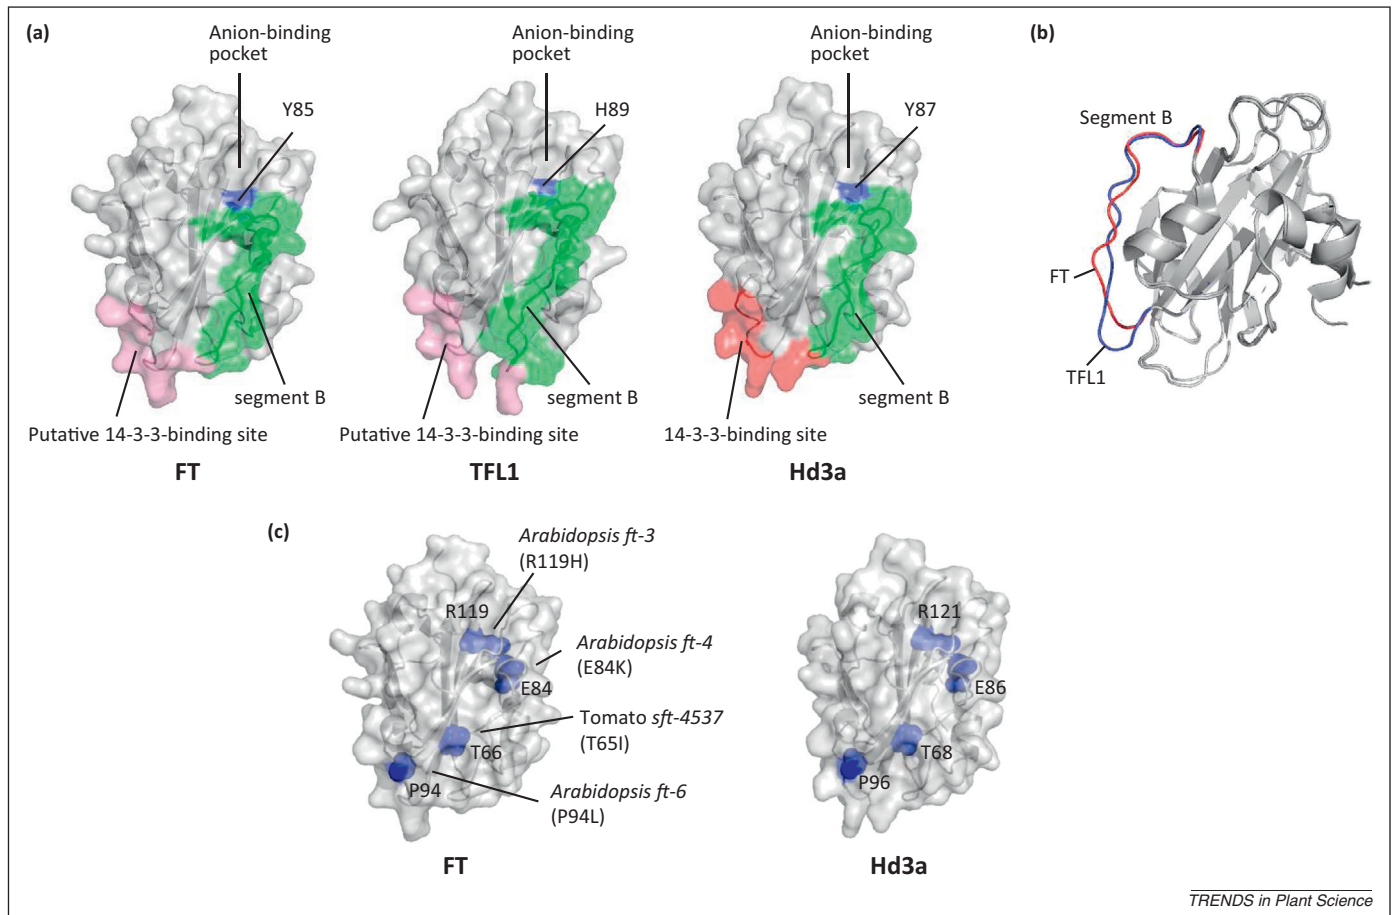 (a)
Anion-binding
pocket
Y85
Putative 14-3-3-binding site
segment B
FT
Anion-binding
pocket
H89
Putative 14-3-3-binding site
segment B
TFL1
Anion-binding
pocket
Y87
14-3-3-binding site
segment B
Hd3a
(b)
Segment B
FT
TFL1
(c)
Arabidopsis ft-3
(R119H)
R119
Arabidopsis ft-4
(E84K)
E84
Tomato sft-4537
(T65I)
T66
P94
Arabidopsis ft-6
(P94L)
FT
R121
E86
T68
P96
Hd3a
TRENDS in Plant Science